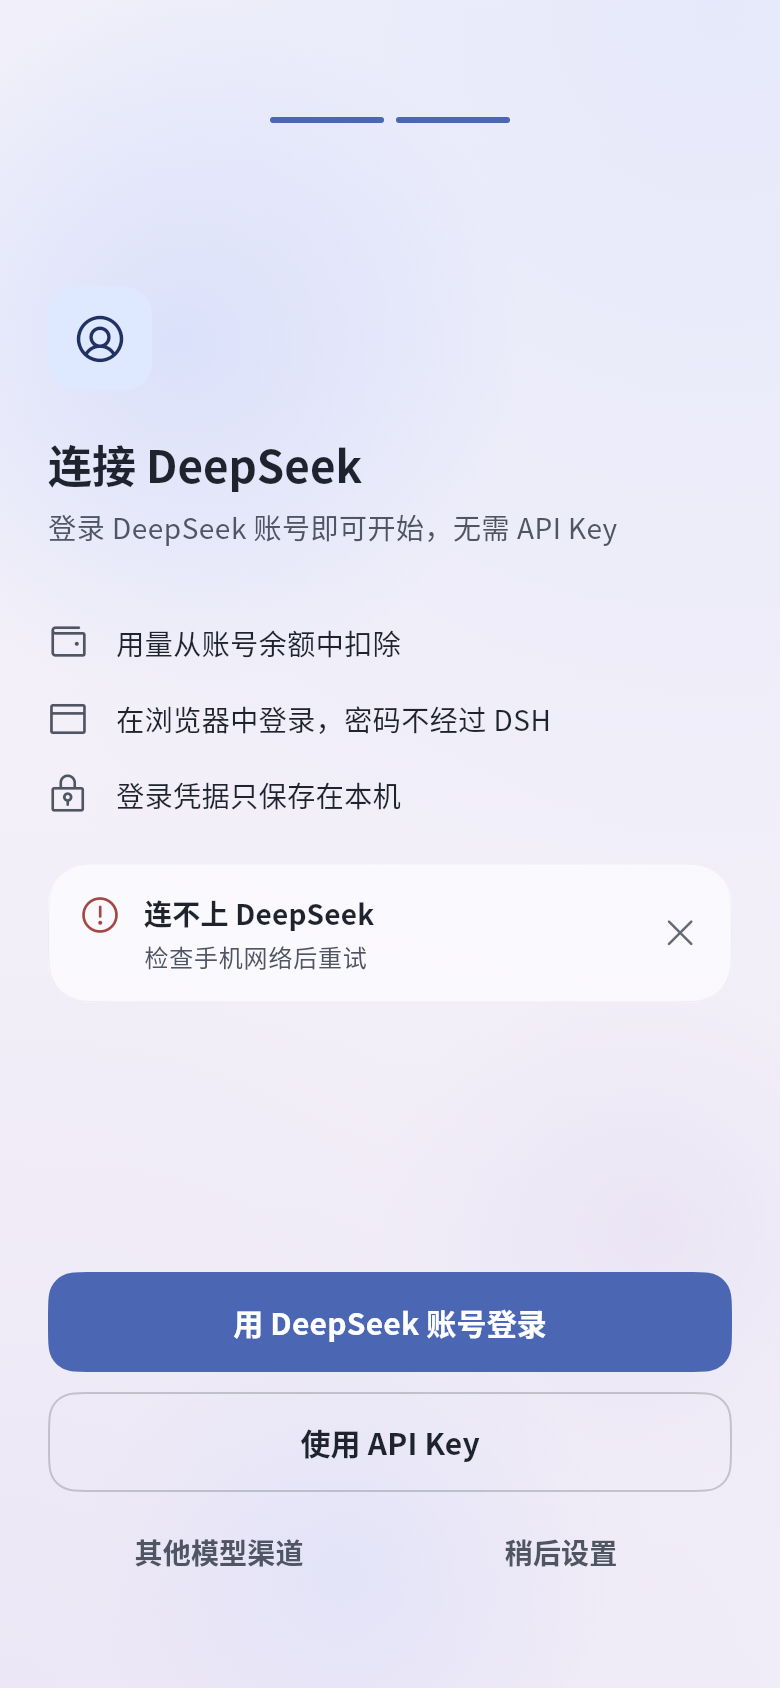 连接 DeepSeek
登录 DeepSeek 账号即可开始，无需 API Key
用量从账号余额中扣除
在浏览器中登录，密码不经过 DSH
登录凭据只保存在本机
连不上 DeepSeek
检查手机网络后重试
用 DeepSeek 账号登录
使用 API Key
其他模型渠道
稍后设置